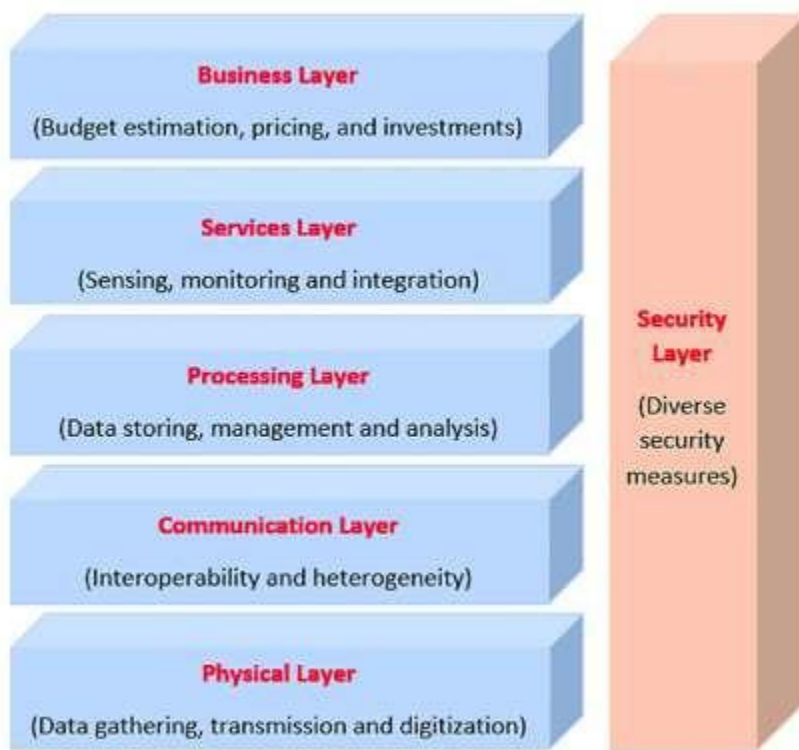 Business Layer
(Budget estimation, pricing, and investments)
Services Layer
(Sensing, monitoring and integration)
Processing Layer
(Data storing, management and analysis)
Communication Layer
(Interoperability and heterogeneity)
Physical Layer
(Data gathering, transmission and digitization)
Security
Layer
(Diverse
security
measures)